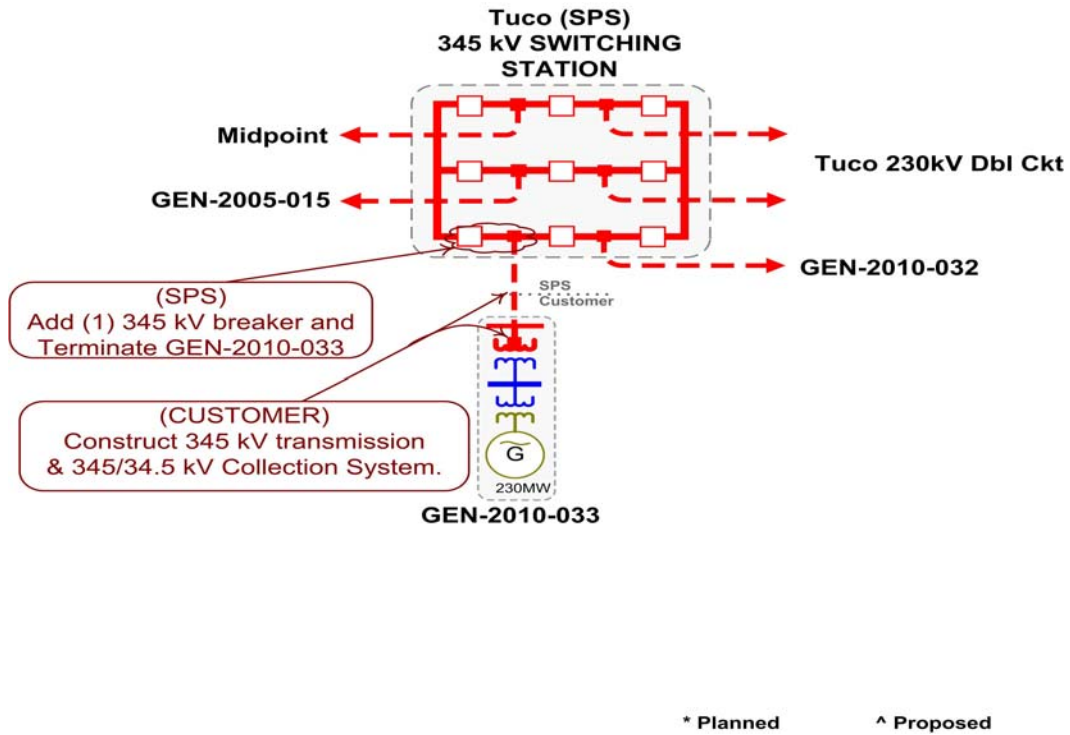 Tuco (SPS)
345 kV SWITCHING
STATION
Midpoint
Tuco 230kV Dbl Ckt
GEN-2005-015
GEN-2010-032
SPS
Customer
(SPS)
Add (1) 345 kV breaker and
Terminate GEN-2010-033
(CUSTOMER)
Construct 345 kV transmission
& 345/34.5 kV Collection System.
G
230MW
GEN-2010-033
* Planned
^ Proposed